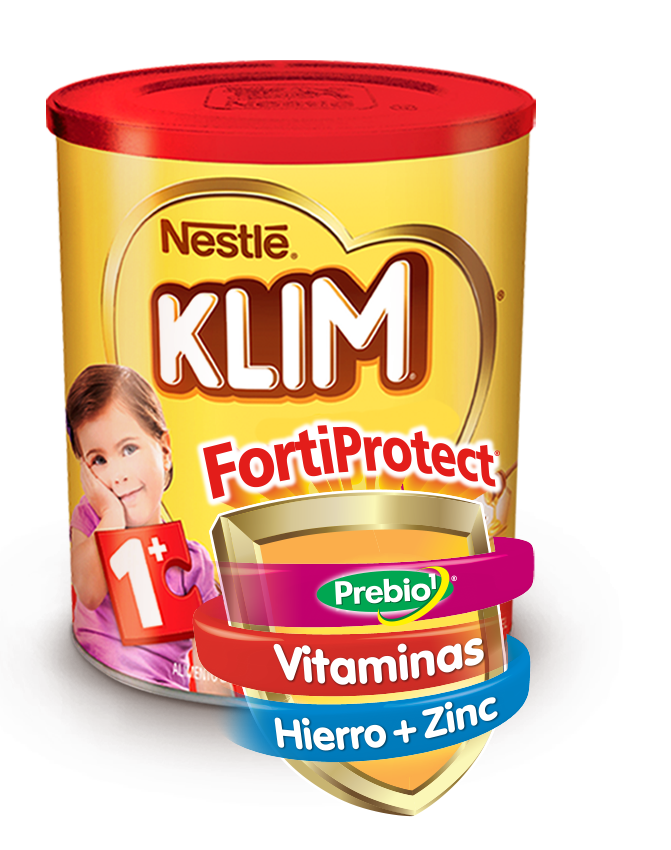 Nestlé®
KLIM®
FortiProtect®
1+
Prebio1®
Vitaminas
Hierro + Zinc